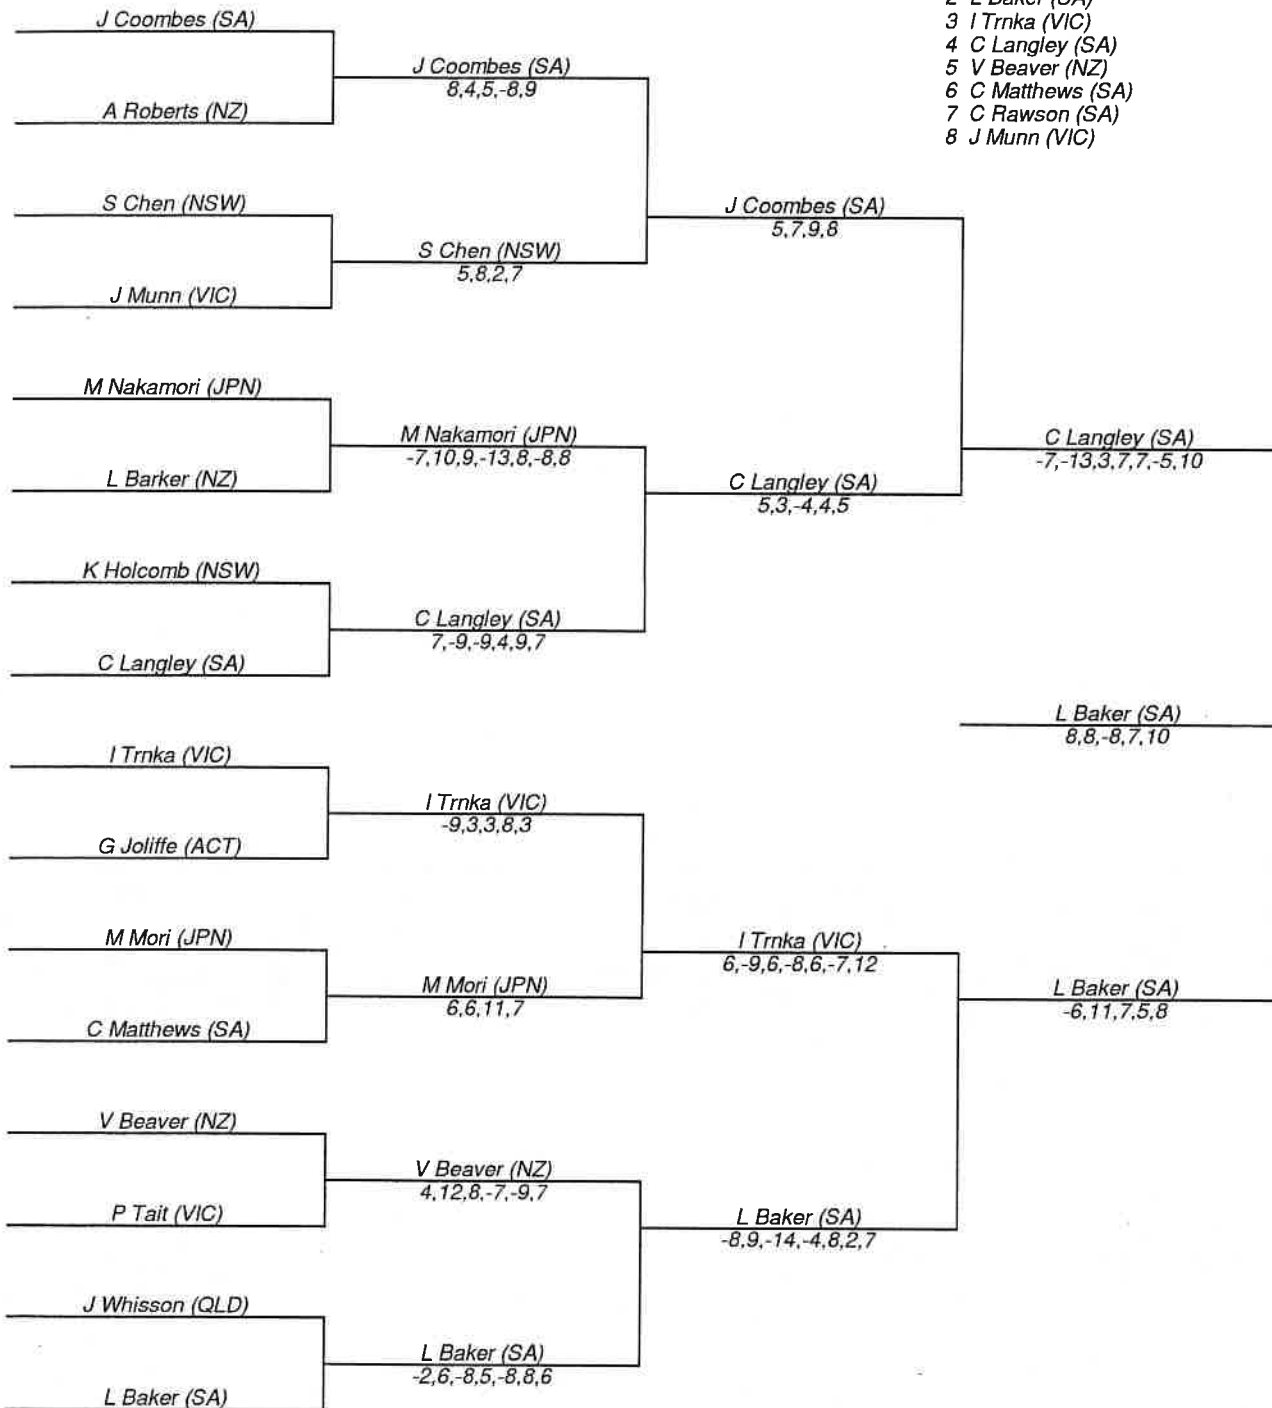 2 L Baker (SA)
3 I Trnka (VIC)
4 C Langley (SA)
5 V Beaver (NZ)
6 C Matthews (SA)
7 C Rawson (SA)
8 J Munn (VIC)
J Coombes (SA)
A Roberts (NZ)
S Chen (NSW)
J Munn (VIC)
M Nakamori (JPN)
L Barker (NZ)
K Holcomb (NSW)
C Langley (SA)
I Trnka (VIC)
G Joliffe (ACT)
M Mori (JPN)
C Matthews (SA)
V Beaver (NZ)
P Tait (VIC)
J Whisson (QLD)
L Baker (SA)
J Coombes (SA)
8,4,5,-8,9
S Chen (NSW)
5,8,2,7
M Nakamori (JPN)
-7,10,9,-13,8,-8,8
C Langley (SA)
7,-9,-9,4,9,7
I Trnka (VIC)
-9,3,3,8,3
M Mori (JPN)
6,6,11,7
V Beaver (NZ)
4,12,8,-7,-9,7
L Baker (SA)
-2,6,-8,5,-8,8,6
J Coombes (SA)
5,7,9,8
C Langley (SA)
5,3,-4,4,5
I Trnka (VIC)
6,-9,6,-8,6,-7,12
L Baker (SA)
-8,9,-14,-4,8,2,7
C Langley (SA)
-7,-13,3,7,7,-5,10
L Baker (SA)
8,8,-8,7,10
L Baker (SA)
-6,11,7,5,8